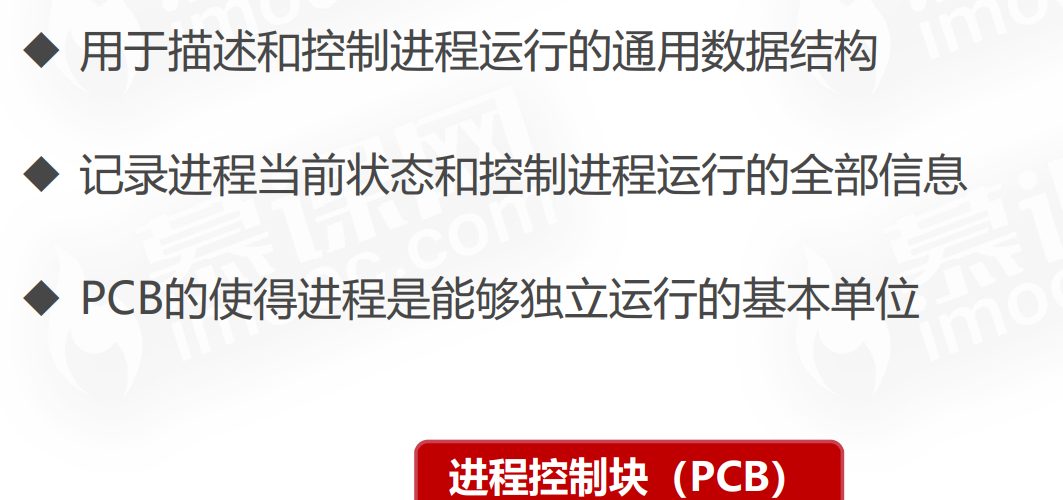 用于描述和控制进程运行的通用数据结构
记录进程当前状态和控制进程运行的全部信息
PCB的使得进程是能够独立运行的基本单位
进程控制块（PCB）
慕课网
imooc.com